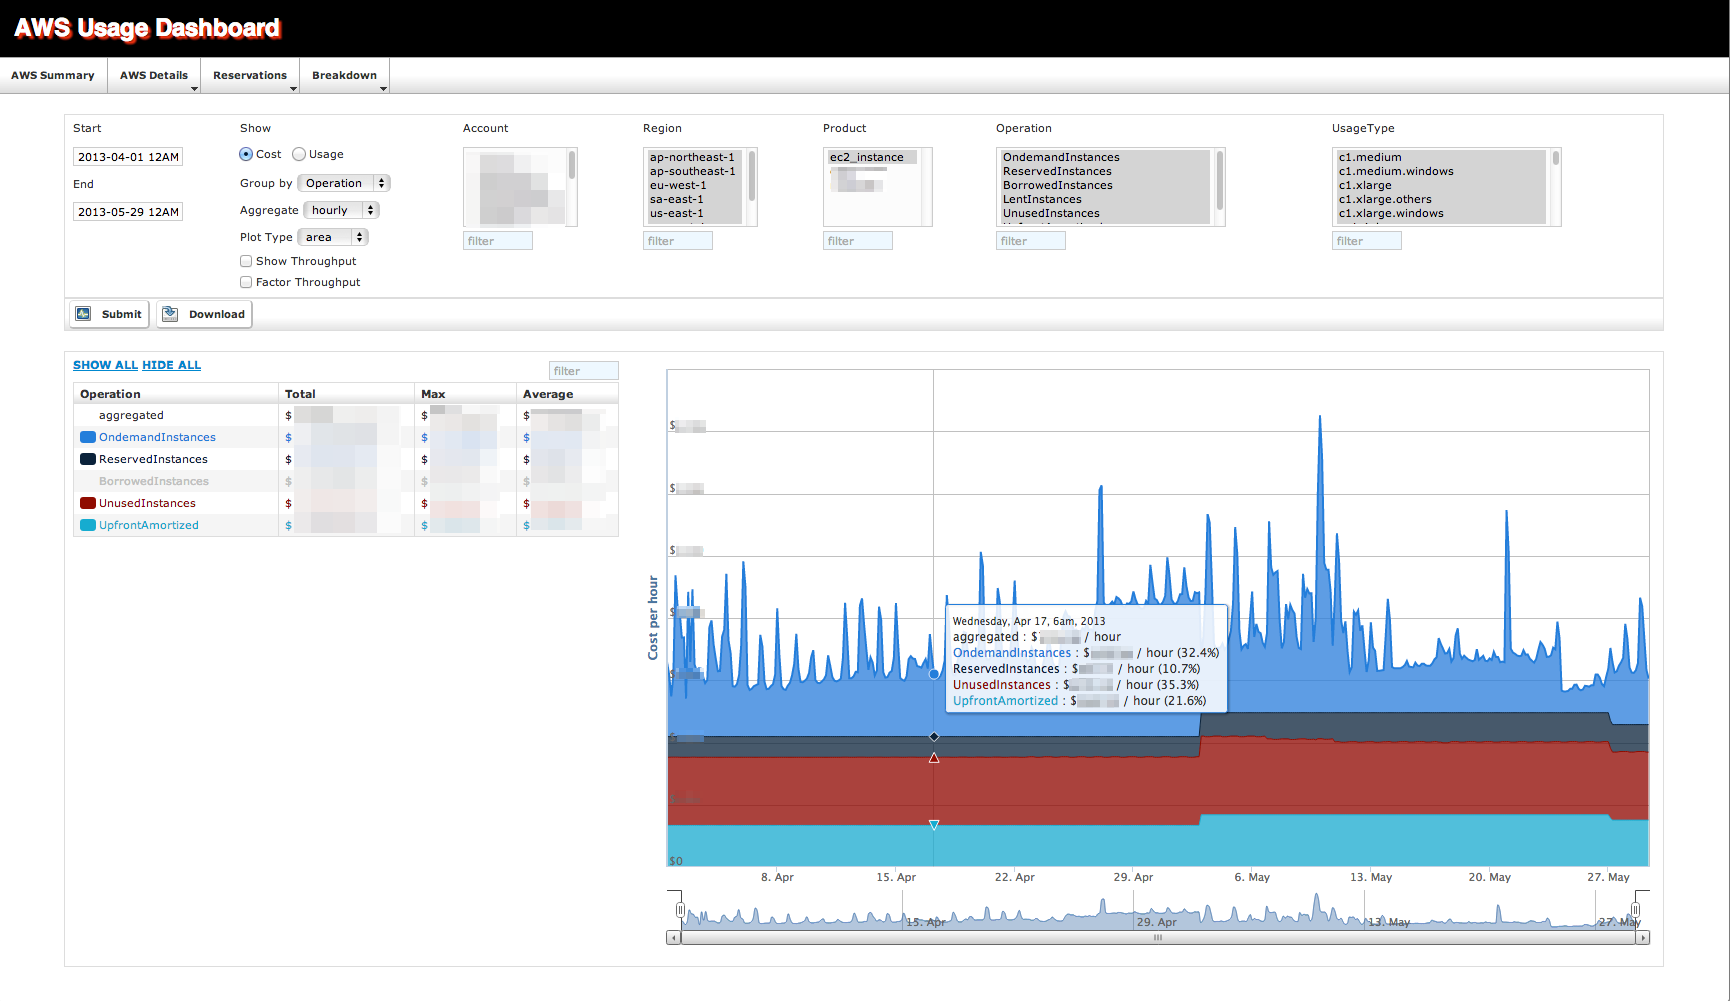 AWS Usage Dashboard
AWS Summary
AWS Details
Reservations
Breakdown
Start
2013-04-01 12AM
End
2013-05-29 12AM
Show
Cost
Usage
Group by
Operation
Aggregate
hourly
Plot Type
area
Show Throughput
Factor Throughput
Account
filter
Region
ap-northeast-1
ap-southeast-1
eu-west-1
sa-east-1
us-east-1
filter
Product
ec2_instance
filter
Operation
OndemandInstances
ReservedInstances
BorrowedInstances
LentInstances
UnusedInstances
filter
UsageType
c1.medium
c1.medium.windows
c1.xlarge
c1.xlarge.others
c1.xlarge.windows
filter
Submit
Download
SHOW ALL HIDE ALL
filter
Operation Total Max Average
aggregated $ $ $
OndemandInstances $ $ $
ReservedInstances $ $ $
BorrowedInstances $ $ $
UnusedInstances $ $ $
UpfrontAmortized $ $ $
Cost per hour
$
$
$
$
$0
Wednesday, Apr 17, 6am, 2013
aggregated : $ / hour
OndemandInstances : $ / hour (32.4%)
ReservedInstances : $ / hour (10.7%)
UnusedInstances : $ / hour (35.3%)
UpfrontAmortized : $ / hour (21.6%)
8. Apr
15. Apr
22. Apr
29. Apr
6. May
13. May
20. May
27. May
15. Apr
29. Apr
13. May
27. May